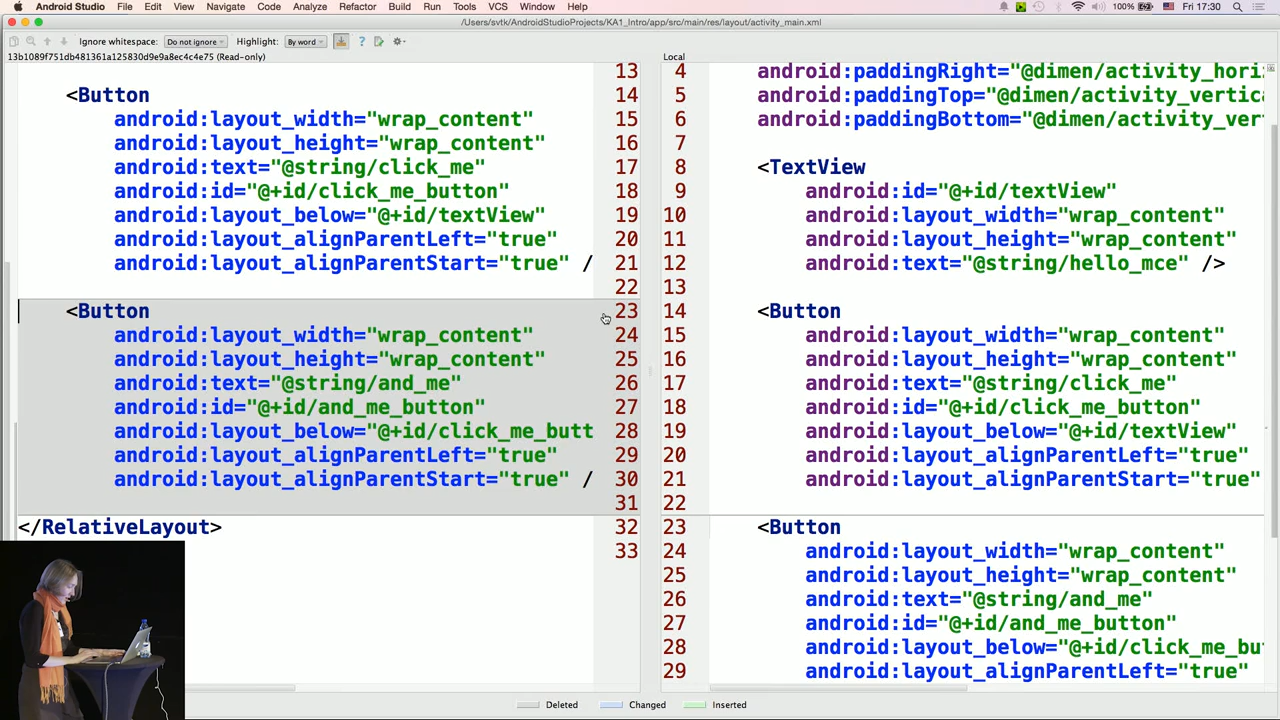 Android Studio File Edit View Navigate Code Analyze Refactor Build Run Tools VCS Window Help 100% Fri 17:30
/Users/svtk/AndroidStudioProjects/KA1_Intro/app/src/main/res/layout/activity_main.xml
Ignore whitespace: Do not ignore Highlight: By word ?
13b1089f751db481361a125830d9e9a8ec4c4e75 (Read-only)
Local
13
<Button 14
android:layout_width="wrap_content" 15
android:layout_height="wrap_content" 16
android:text="@string/click_me" 17
android:id="@+id/click_me_button" 18
android:layout_below="@+id/textView" 19
android:layout_alignParentLeft="true" 20
android:layout_alignParentStart="true" / 21
22
<Button 23
android:layout_width="wrap_content" 24
android:layout_height="wrap_content" 25
android:text="@string/and_me" 26
android:id="@+id/and_me_button" 27
android:layout_below="@+id/click_me_butt 28
android:layout_alignParentLeft="true" 29
android:layout_alignParentStart="true" / 30
31
</RelativeLayout> 32
33
4 android:paddingRight="@dimen/activity_hori
5 android:paddingTop="@dimen/activity_vertic
6 android:paddingBottom="@dimen/activity_ver
7
8 <TextView
9 android:id="@+id/textView"
10 android:layout_width="wrap_content"
11 android:layout_height="wrap_content"
12 android:text="@string/hello_mce" />
13
14 <Button
15 android:layout_width="wrap_content"
16 android:layout_height="wrap_content"
17 android:text="@string/click_me"
18 android:id="@+id/click_me_button"
19 android:layout_below="@+id/textView"
20 android:layout_alignParentLeft="true"
21 android:layout_alignParentStart="true"
22
23 <Button
24 android:layout_width="wrap_content"
25 android:layout_height="wrap_content"
26 android:text="@string/and_me"
27 android:id="@+id/and_me_button"
28 android:layout_below="@+id/click_me_bu
29 android:layout_alignParentLeft="true"
Deleted Changed Inserted